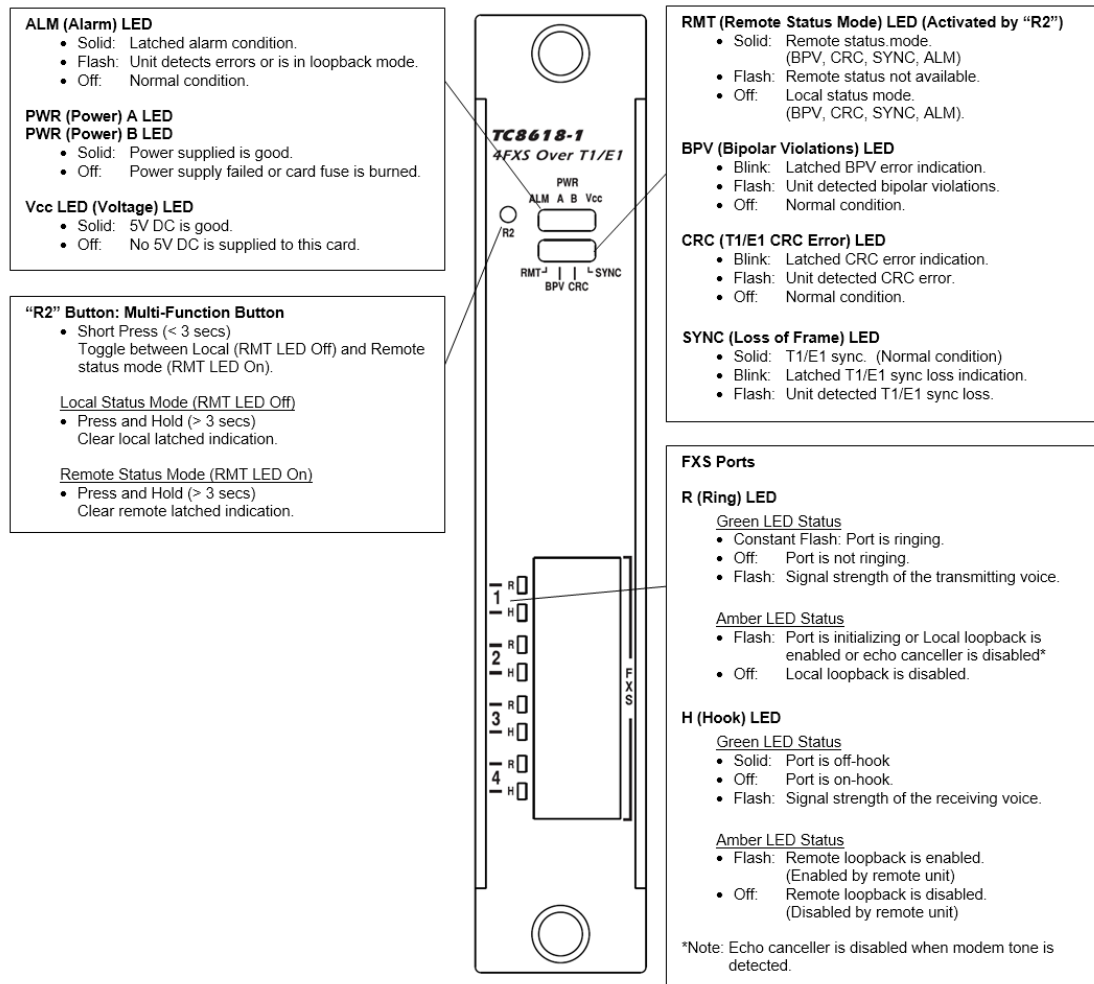 ALM (Alarm) LED
• Solid: Latched alarm condition.
• Flash: Unit detects errors or is in loopback mode.
• Off: Normal condition.
PWR (Power) A LED
PWR (Power) B LED
• Solid: Power supplied is good.
• Off: Power supply failed or card fuse is burned.
Vcc LED (Voltage) LED
• Solid: 5V DC is good.
• Off: No 5V DC is supplied to this card.
"R2" Button: Multi-Function Button
• Short Press (< 3 secs)
Toggle between Local (RMT LED Off) and Remote
status mode (RMT LED On).
Local Status Mode (RMT LED Off)
• Press and Hold (> 3 secs)
Clear local latched indication.
Remote Status Mode (RMT LED On)
• Press and Hold (> 3 secs)
Clear remote latched indication.
TC8618-1
4FXS Over T1/E1
PWR
ALM A B Vcc
R2
RMT SYNC
BPV CRC
R
1
H
R
2
H
R
3
H
R
4
H
FXS
RMT (Remote Status Mode) LED (Activated by "R2")
• Solid: Remote status mode.
(BPV, CRC, SYNC, ALM)
• Flash: Remote status not available.
• Off: Local status mode.
(BPV, CRC, SYNC, ALM).
BPV (Bipolar Violations) LED
• Blink: Latched BPV error indication.
• Flash: Unit detected bipolar violations.
• Off: Normal condition.
CRC (T1/E1 CRC Error) LED
• Blink: Latched CRC error indication.
• Flash: Unit detected CRC error.
• Off: Normal condition.
SYNC (Loss of Frame) LED
• Solid: T1/E1 sync. (Normal condition)
• Blink: Latched T1/E1 sync loss indication.
• Flash: Unit detected T1/E1 sync loss.
FXS Ports
R (Ring) LED
Green LED Status
• Constant Flash: Port is ringing.
• Off: Port is not ringing.
• Flash: Signal strength of the transmitting voice.
Amber LED Status
• Flash: Port is initializing or Local loopback is
enabled or echo canceller is disabled*
• Off: Local loopback is disabled.
H (Hook) LED
Green LED Status
• Solid: Port is off-hook
• Off: Port is on-hook.
• Flash: Signal strength of the receiving voice.
Amber LED Status
• Flash: Remote loopback is enabled.
(Enabled by remote unit)
• Off: Remote loopback is disabled.
(Disabled by remote unit)
*Note: Echo canceller is disabled when modem tone is
detected.